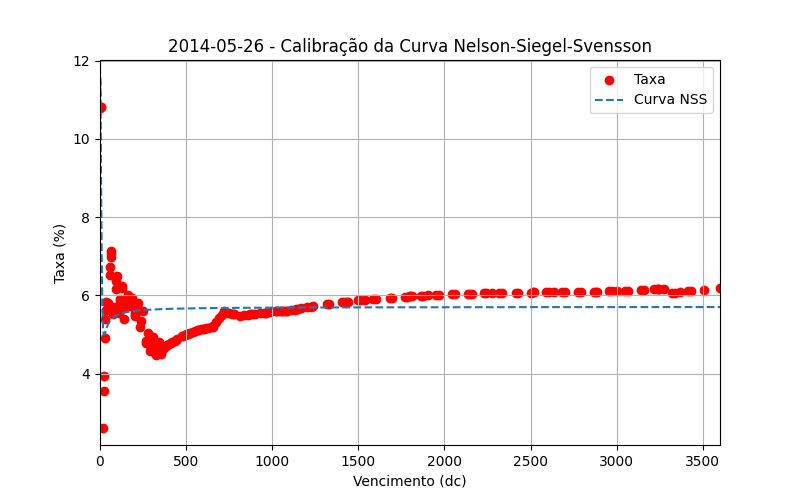 2014-05-26 - Calibração da Curva Nelson-Siegel-Svensson
12
10
8
6
4
Taxa (%)
Taxa
Curva NSS
0 500 1000 1500 2000 2500 3000 3500
Vencimento (dc)